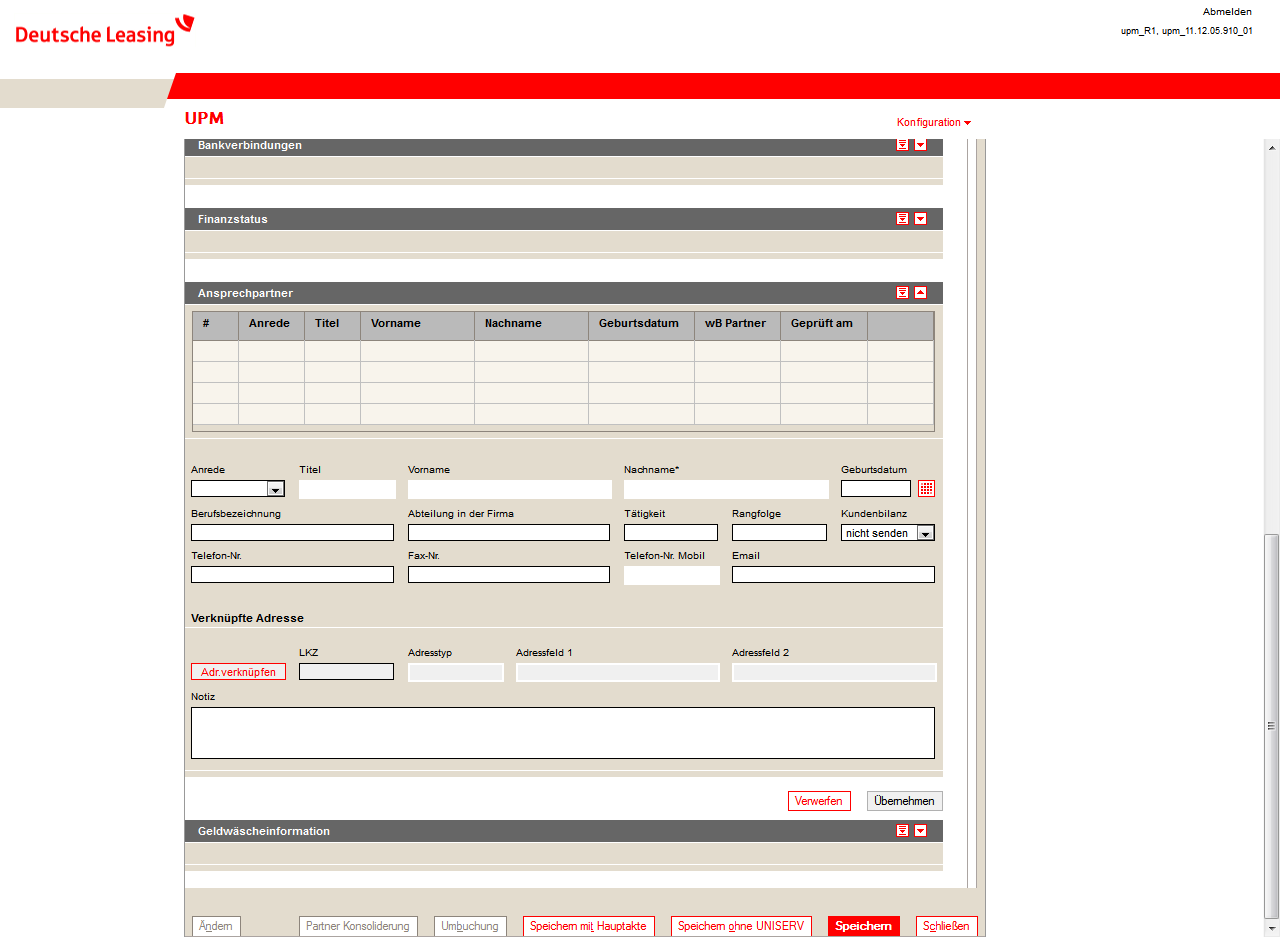 Abmelden
Deutsche Leasing
upm_R1, upm_11.12.05.910_01
UPM
Konfiguration
Bankverbindungen
Finanzstatus
Ansprechpartner
# Anrede Titel Vorname Nachname Geburtsdatum wB Partner Geprüft am
Anrede Titel Vorname Nachname* Geburtsdatum
Berufsbezeichnung Abteilung in der Firma Tätigkeit Rangfolge Kundenbilanz
nicht senden
Telefon-Nr. Fax-Nr. Telefon-Nr. Mobil Email
Verknüpfte Adresse
LKZ Adresstyp Adressfeld 1 Adressfeld 2
Adr.verknüpfen
Notiz
Verwerfen Übernehmen
Geldwäscheinformation
Ändern Partner Konsolidierung Umbuchung Speichern mit Hauptakte Speichern ohne UNISERV Speichern Schließen